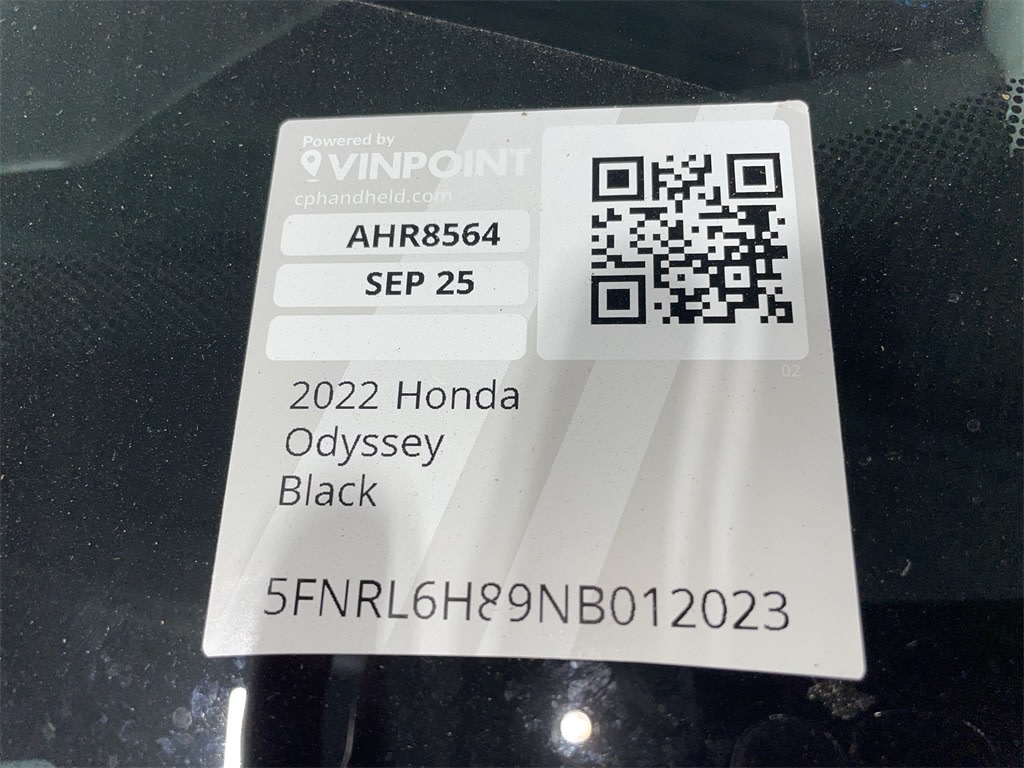 Powered by
VINPOINT
cphandheld.com
AHR8564
SEP 25
02
2022 Honda
Odyssey
Black
5FNRL6H89NB012023